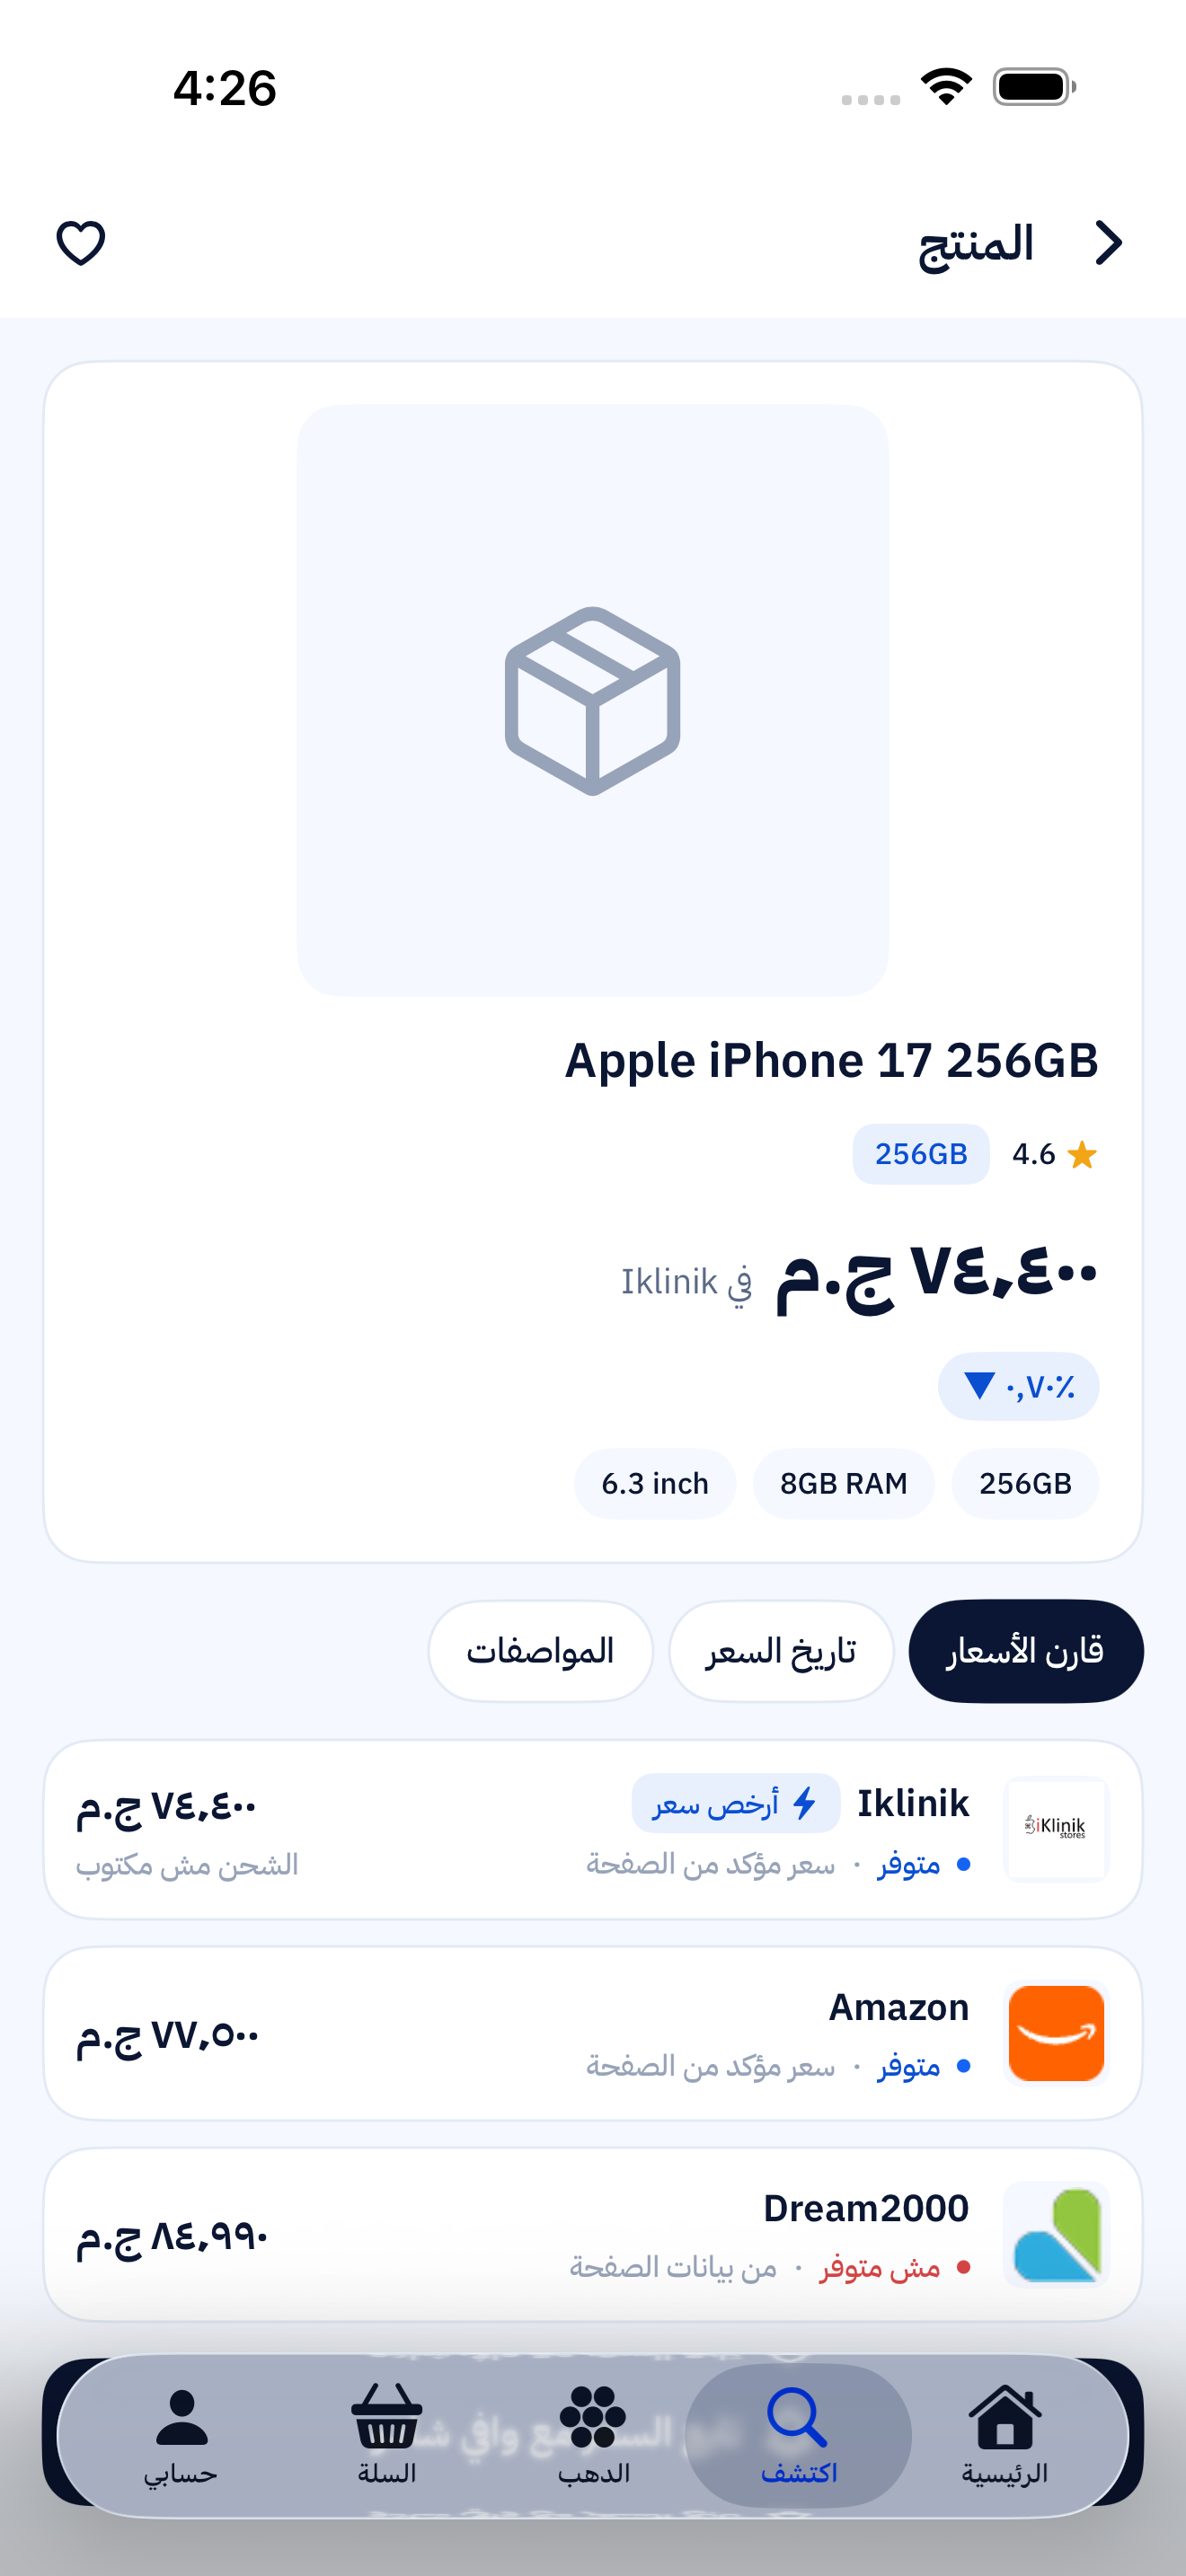 4:26
المنتج
Apple iPhone 17 256GB
4.6 256GB
٧٤,٤٠٠ ج.م في Iklinik
٠,٧٠٪ ▼
256GB 8GB RAM 6.3 inch
قارن الأسعار تاريخ السعر المواصفات
iKlinik stores
Iklinik أرخص سعر ٧٤,٤٠٠ ج.م
متوفر · سعر مؤكد من الصفحة الشحن مش مكتوب
Amazon
٧٧,٥٠٠ ج.م
متوفر · سعر مؤكد من الصفحة
Dream2000
٨٤,٩٩٠ ج.م
مش متوفر · من بيانات الصفحة
الرئيسية اكتشف الدهب السلة حسابي